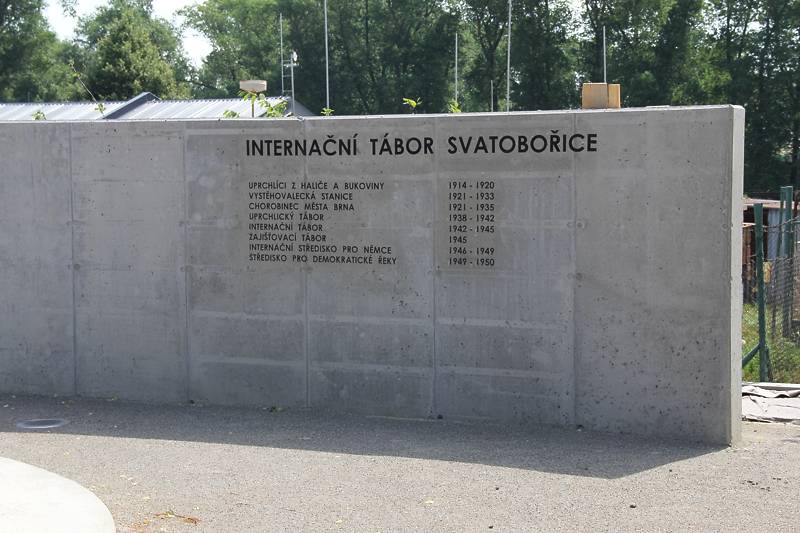 INTERNAČNÍ TÁBOR SVATOBOŘICE
UPRCHLÍCI Z HALIČE A BUKOVINY 1914 - 1920
VYSTĚHOVALECKÁ STANICE 1921 - 1933
CHOROBINEC MĚSTA BRNA 1921 - 1935
UPRCHLICKÝ TÁBOR 1938 - 1942
INTERNAČNÍ TÁBOR 1942 - 1945
ZAJIŠŤOVACÍ TÁBOR 1945
INTERNAČNÍ STŘEDISKO PRO NĚMCE 1946 - 1949
STŘEDISKO PRO DEMOKRATICKÉ ŘEKY 1949 - 1950